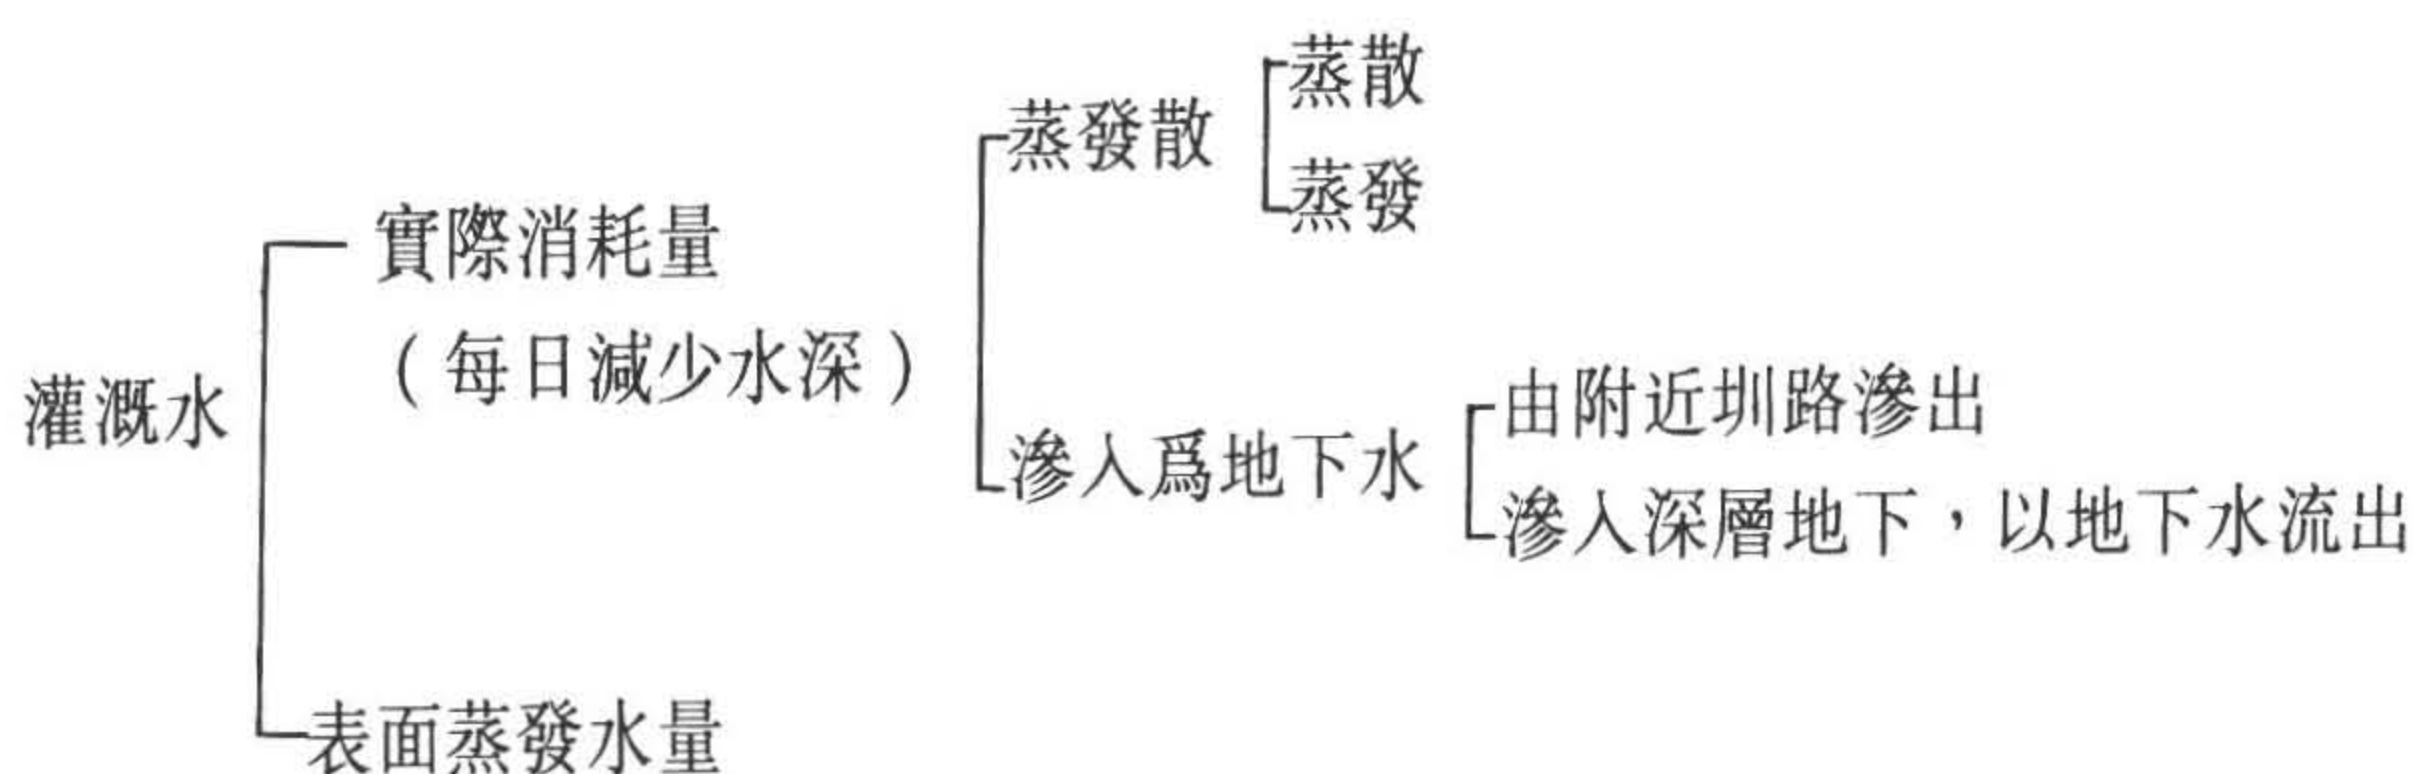 灌溉水
實際消耗量
（每日減少水深）
蒸發散
蒸散
蒸發
滲入爲地下水
由附近圳路滲出
滲入深層地下，以地下水流出
表面蒸發水量